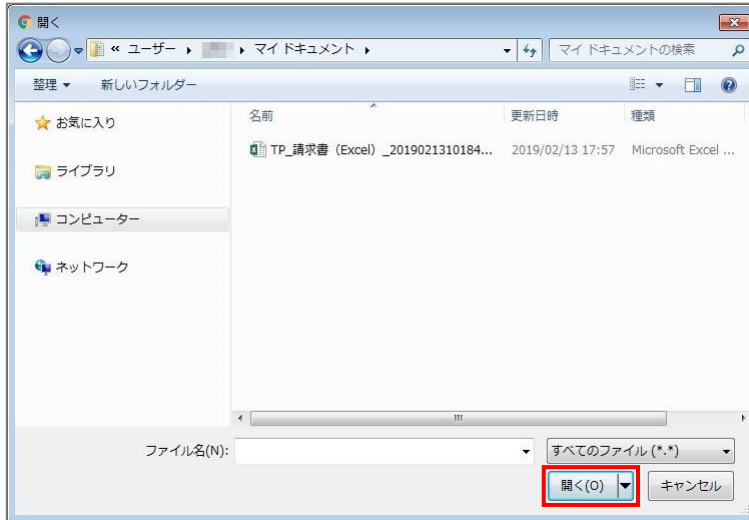 開く
« ユーザー ▸ ▸ マイ ドキュメント ▸ マイ ドキュメントの検索
整理 ▼ 新しいフォルダー
名前 更新日時 種類
お気に入り
TP_請求書（Excel）_2019021310184... 2019/02/13 17:57 Microsoft Excel ...
ライブラリ
コンピューター
ネットワーク
ファイル名(N): すべてのファイル (*.*)
開く(O) キャンセル